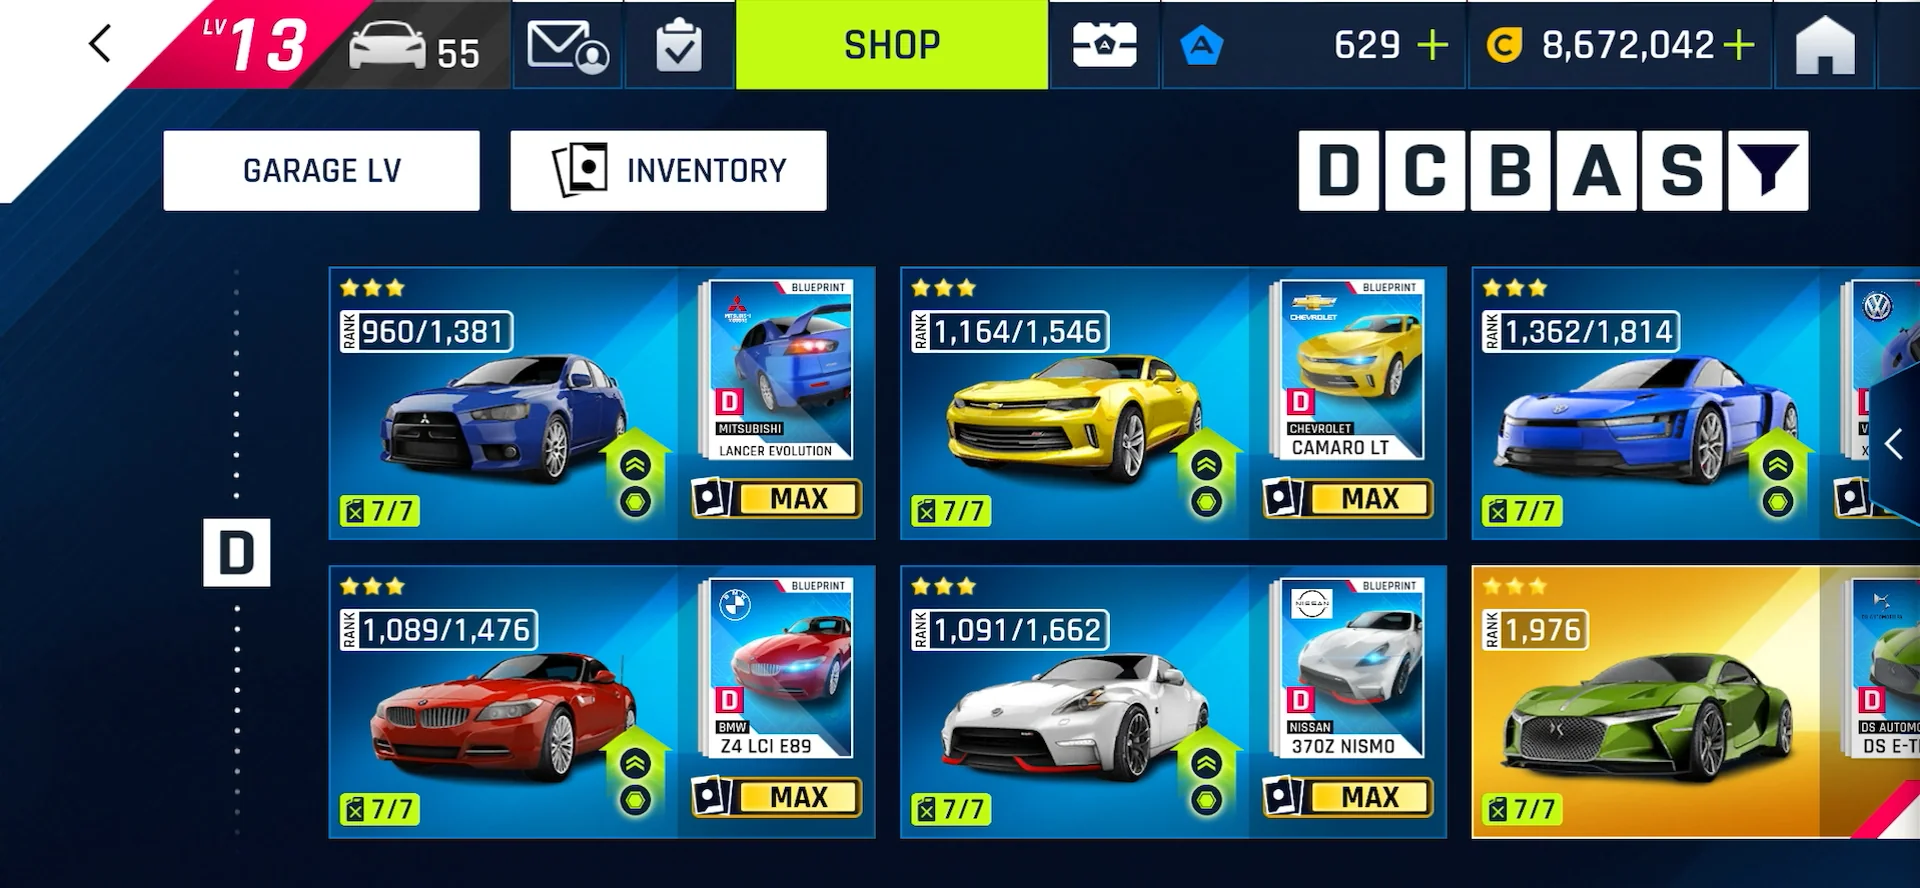 LV 13
55
SHOP
629
8,672,042
GARAGE LV
INVENTORY
D C B A S
RANK 960/1,381
BLUEPRINT
D
MITSUBISHI
LANCER EVOLUTION
7/7
MAX
RANK 1,164/1,546
BLUEPRINT
CHEVROLET
D
CHEVROLET
CAMARO LT
7/7
MAX
RANK 1,362/1,814
7/7
D
RANK 1,089/1,476
BLUEPRINT
BMW
D
BMW
Z4 LCI E89
7/7
MAX
RANK 1,091/1,662
BLUEPRINT
NISSAN
D
NISSAN
370Z NISMO
7/7
MAX
RANK 1,976
D
DS AUTOMO
DS E-T
7/7